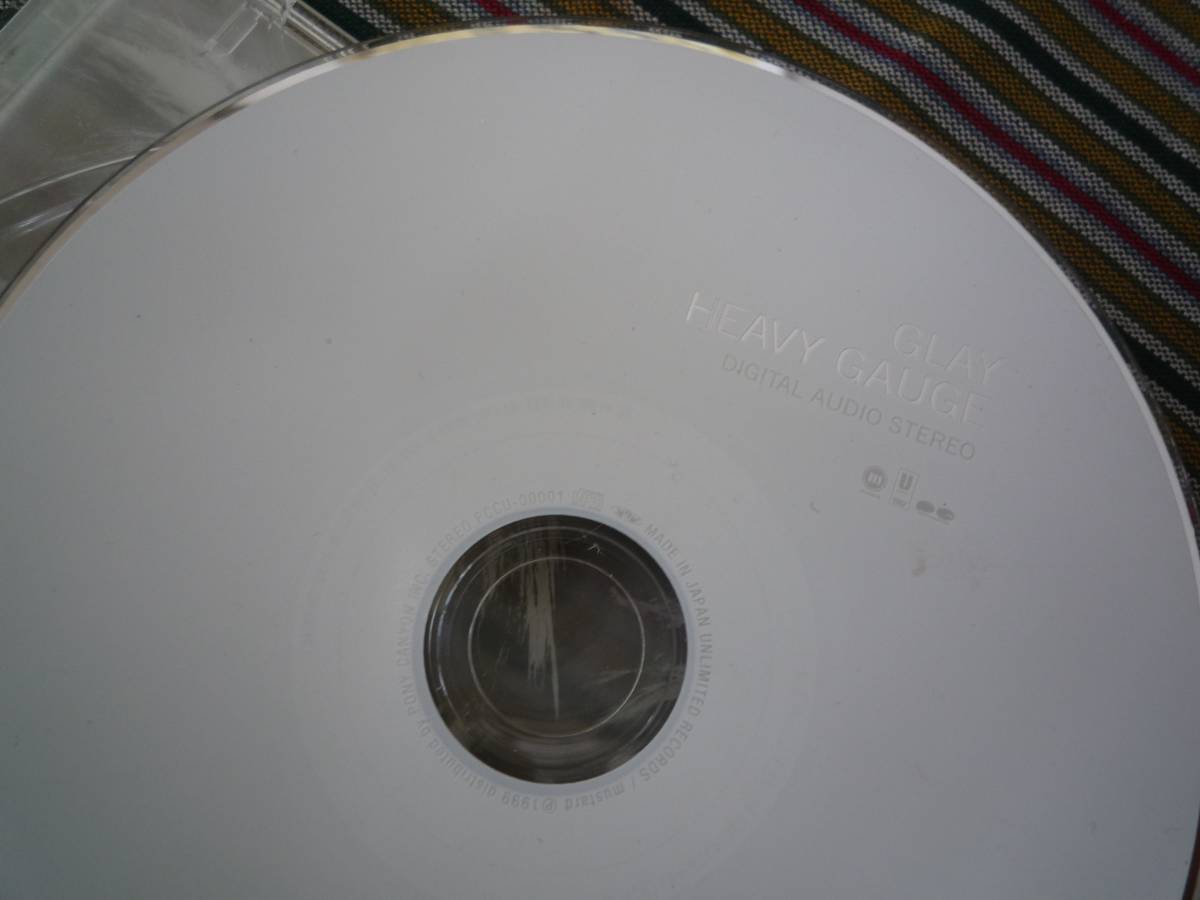 GLAY
HEAVY GAUGE
DIGITAL AUDIO STEREO
m U
STEREO PCCU-00001 MADE IN JAPAN UNLIMITED RECORDS / mustard ℗1999 distributed by PONY CANYON INC.